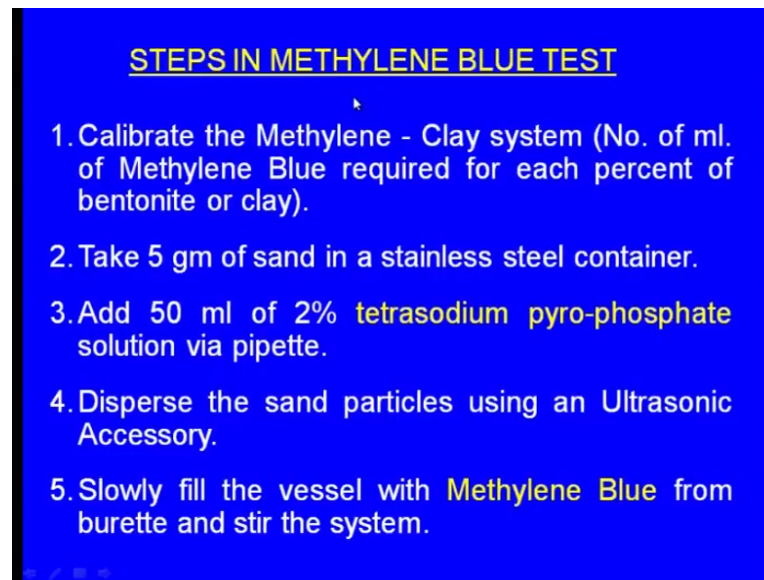 STEPS IN METHYLENE BLUE TEST
1. Calibrate the Methylene - Clay system (No. of ml.
of Methylene Blue required for each percent of
bentonite or clay).
2. Take 5 gm of sand in a stainless steel container.
3. Add 50 ml of 2% tetrasodium pyro-phosphate
solution via pipette.
4. Disperse the sand particles using an Ultrasonic
Accessory.
5. Slowly fill the vessel with Methylene Blue from
burette and stir the system.